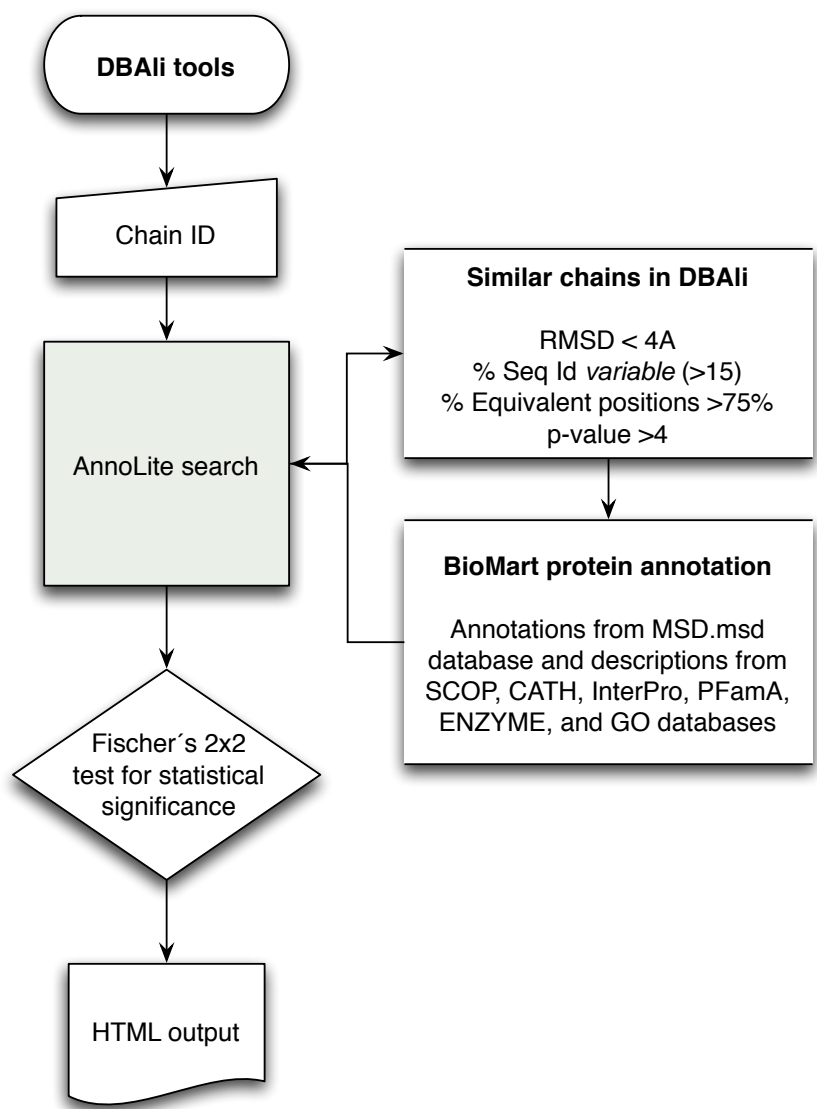 DBAli tools
Chain ID
AnnoLite search
Similar chains in DBAli
RMSD < 4A
% Seq Id variable (>15)
% Equivalent positions >75%
p-value >4
BioMart protein annotation
Annotations from MSD.msd
database and descriptions from
SCOP, CATH, InterPro, PFamA,
ENZYME, and GO databases
Fischer´s 2x2
test for statistical
significance
HTML output